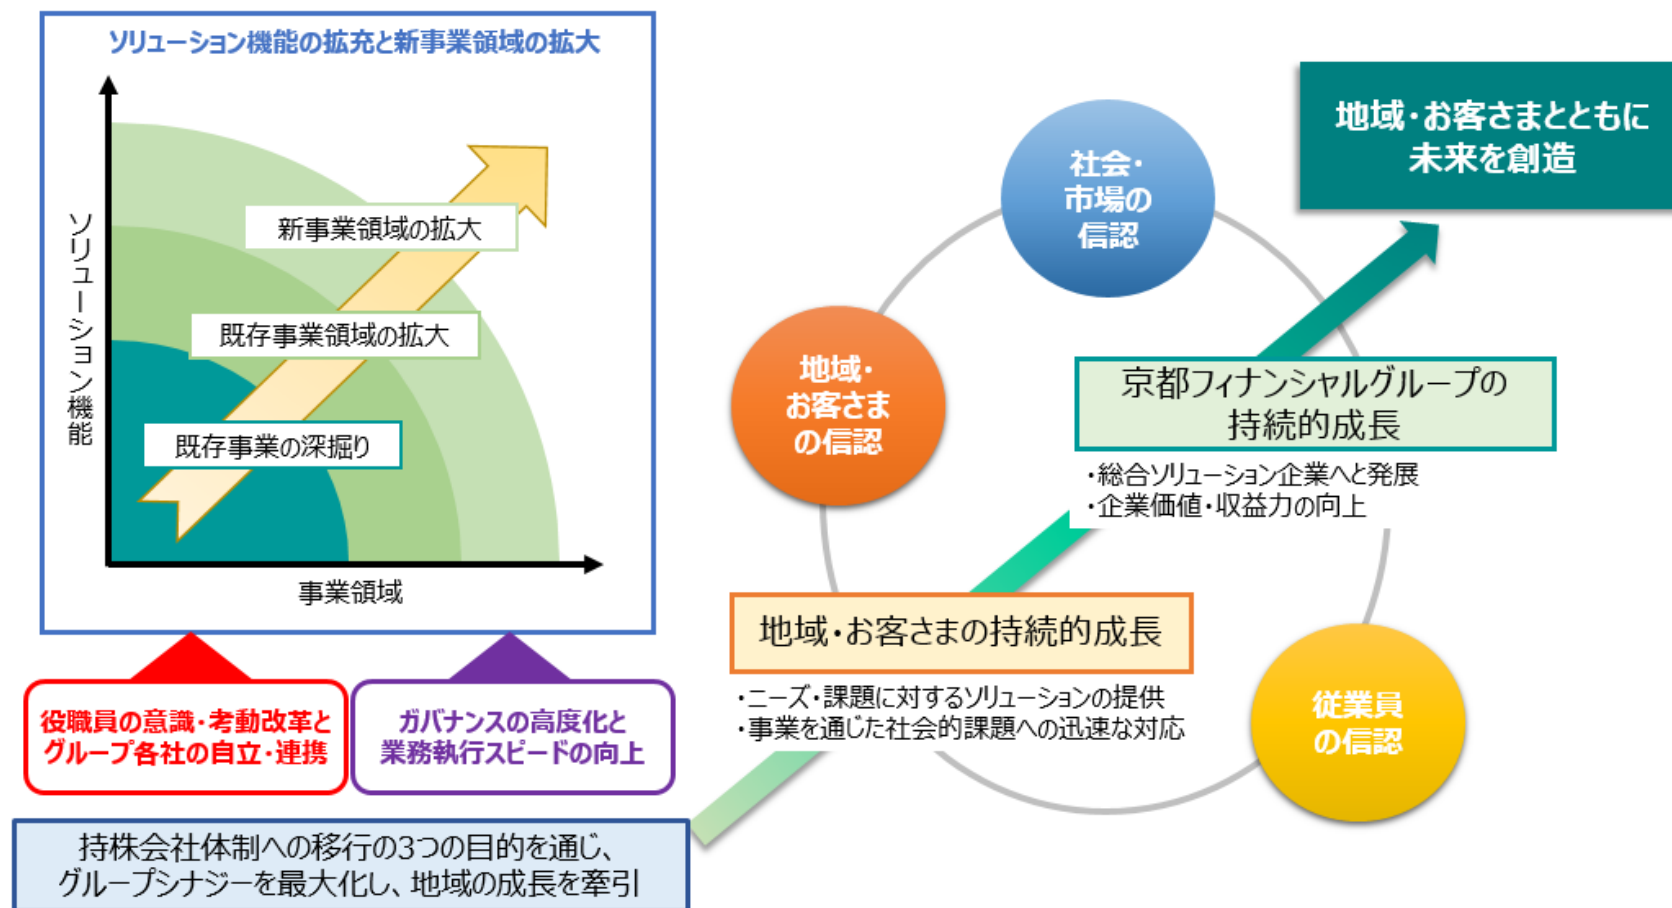 ソリューション機能の拡充と新事業領域の拡大
ソリューション機能
新事業領域の拡大
既存事業領域の拡大
既存事業の深掘り
事業領域
役職員の意識・考動改革と
グループ各社の自立・連携
ガバナンスの高度化と
業務執行スピードの向上
持株会社体制への移行の3つの目的を通じ、
グループシナジーを最大化し、地域の成長を牽引
地域・お客さまとともに
未来を創造
社会・
市場の
信認
地域・
お客さま
の信認
京都フィナンシャルグループの
持続的成長
・総合ソリューション企業へと発展
・企業価値・収益力の向上
地域・お客さまの持続的成長
・ニーズ・課題に対するソリューションの提供
・事業を通じた社会的課題への迅速な対応
従業員
の信認